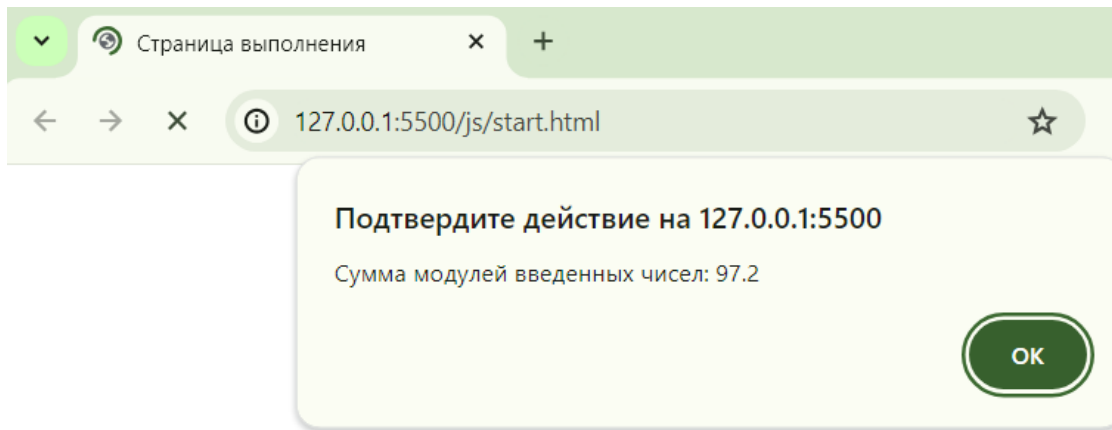 Страница выполнения
127.0.0.1:5500/js/start.html
Подтвердите действие на 127.0.0.1:5500
Сумма модулей введенных чисел: 97.2
ОК